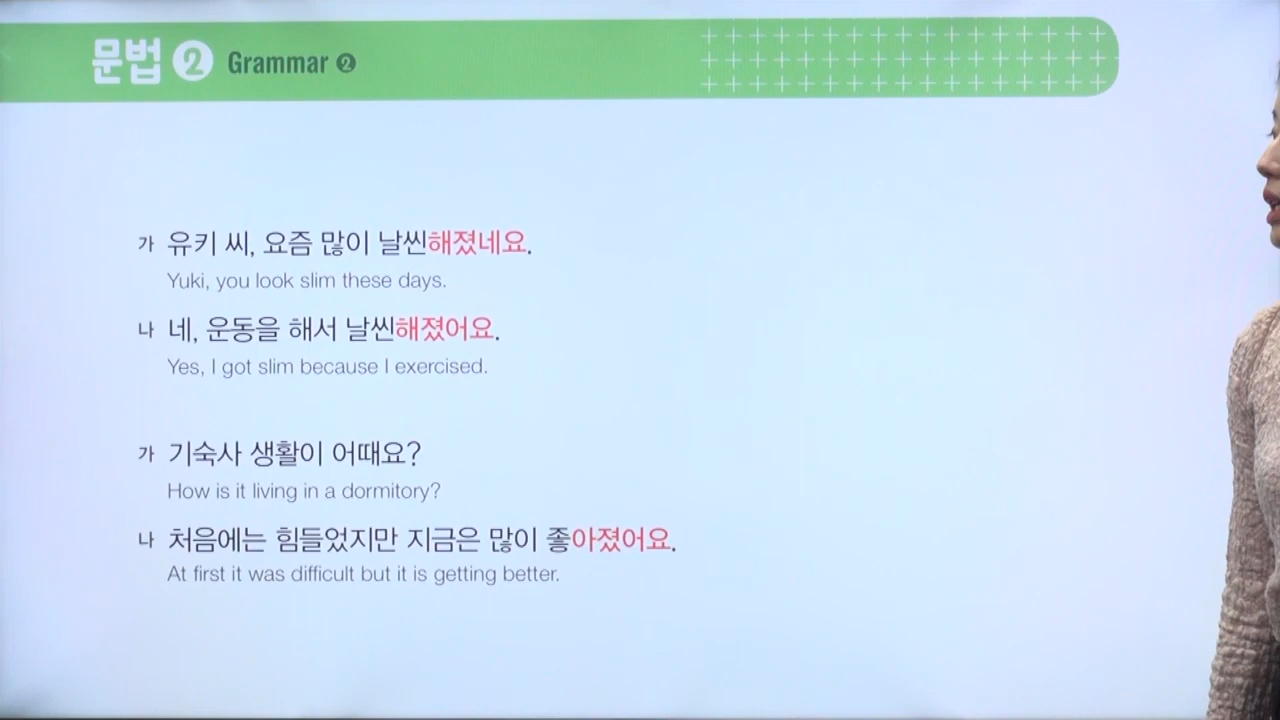 문법 2 Grammar 2
가 유키 씨, 요즘 많이 날씬해졌네요.
Yuki, you look slim these days.
나 네, 운동을 해서 날씬해졌어요.
Yes, I got slim because I exercised.
가 기숙사 생활이 어때요?
How is it living in a dormitory?
나 처음에는 힘들었지만 지금은 많이 좋아졌어요.
At first it was difficult but it is getting better.